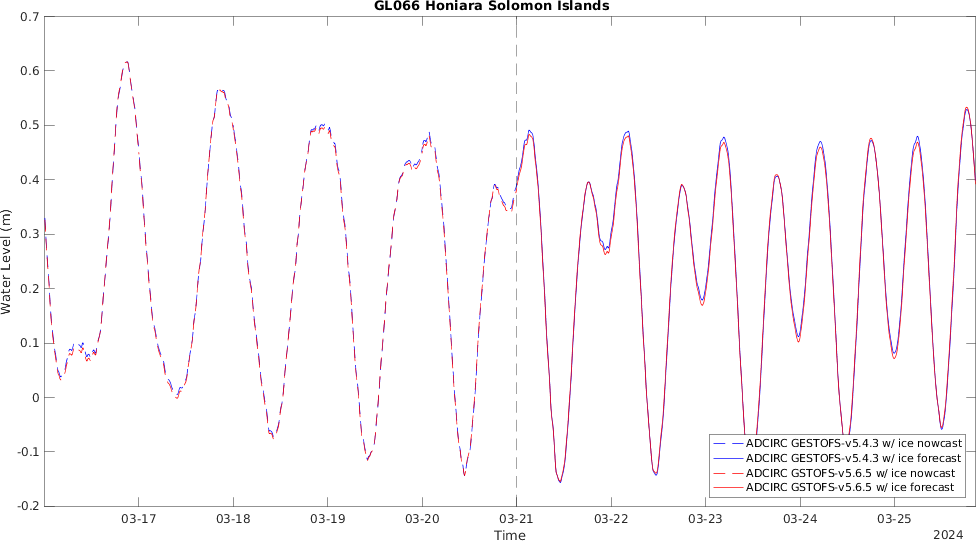 GL066 Honiara Solomon Islands
0.7
0.6
0.5
0.4
0.3
0.2
0.1
0
-0.1
-0.2
Water Level (m)
ADCIRC GESTOFS-v5.4.3 w/ ice nowcast
ADCIRC GESTOFS-v5.4.3 w/ ice forecast
ADCIRC GSTOFS-v5.6.5 w/ ice nowcast
ADCIRC GSTOFS-v5.6.5 w/ ice forecast
03-17 03-18 03-19 03-20 03-21 03-22 03-23 03-24 03-25
Time
2024